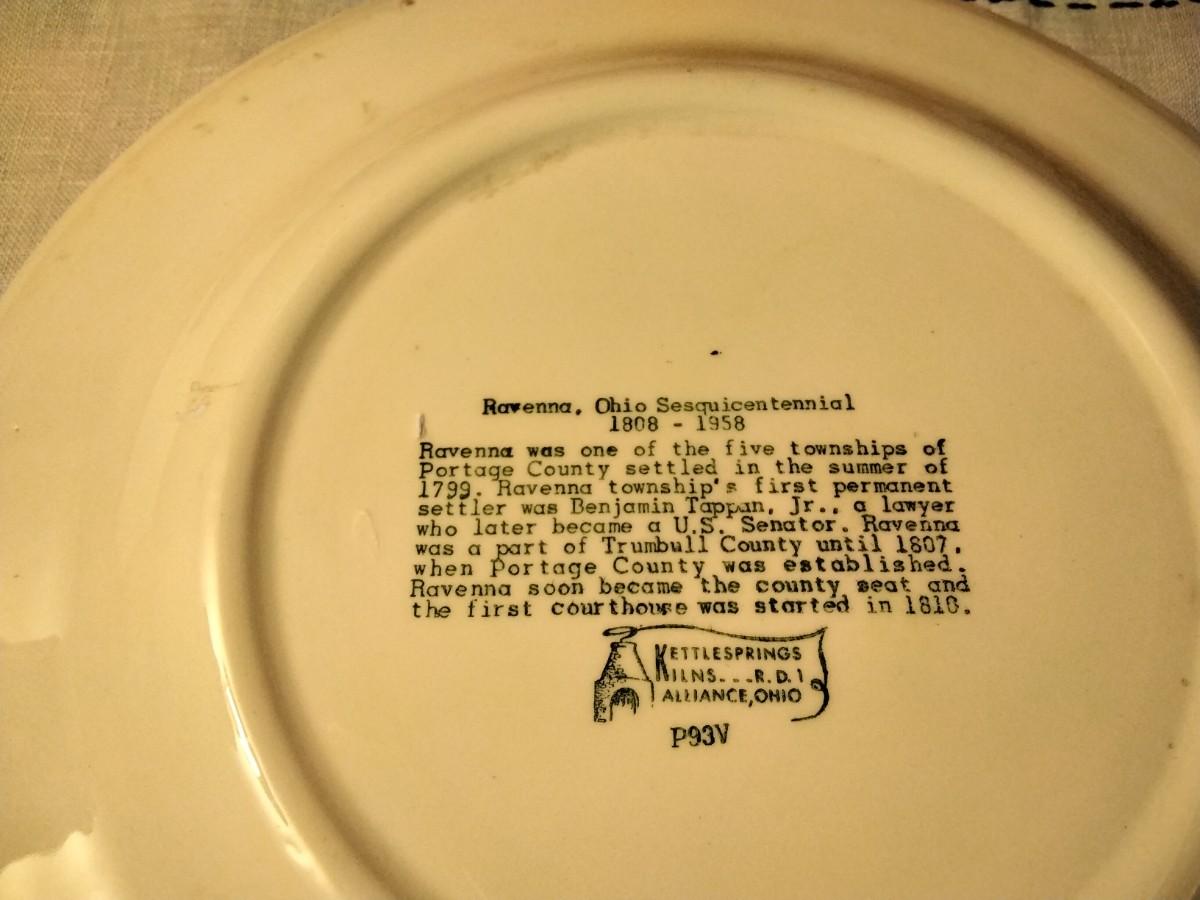 Ravenna, Ohio Sesquicentennial
1808 - 1958
Ravenna was one of the five townships of
Portage County settled in the summer of
1799. Ravenna township's first permanent
settler was Benjamin Tappan, Jr., a lawyer
who later became a U.S. Senator. Ravenna
was a part of Trumbull County until 1807,
when Portage County was established.
Ravenna soon became the county seat and
the first courthouse was started in 1810.
KETTLESPRINGS
KILNS...R.D.1
ALLIANCE,OHIO
P93V